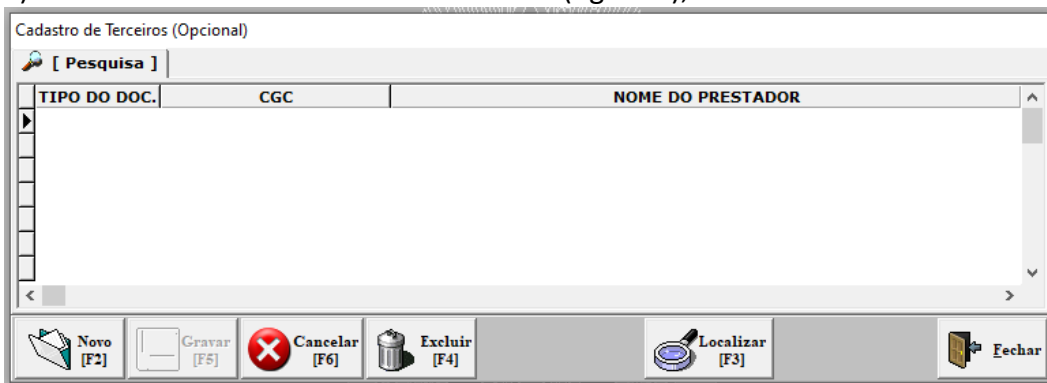 Cadastro de Terceiros (Opcional)
[ Pesquisa ]
TIPO DO DOC. CGC NOME DO PRESTADOR
Novo [F2] Gravar [F5] Cancelar [F6] Excluir [F4] Localizar [F3] Fechar